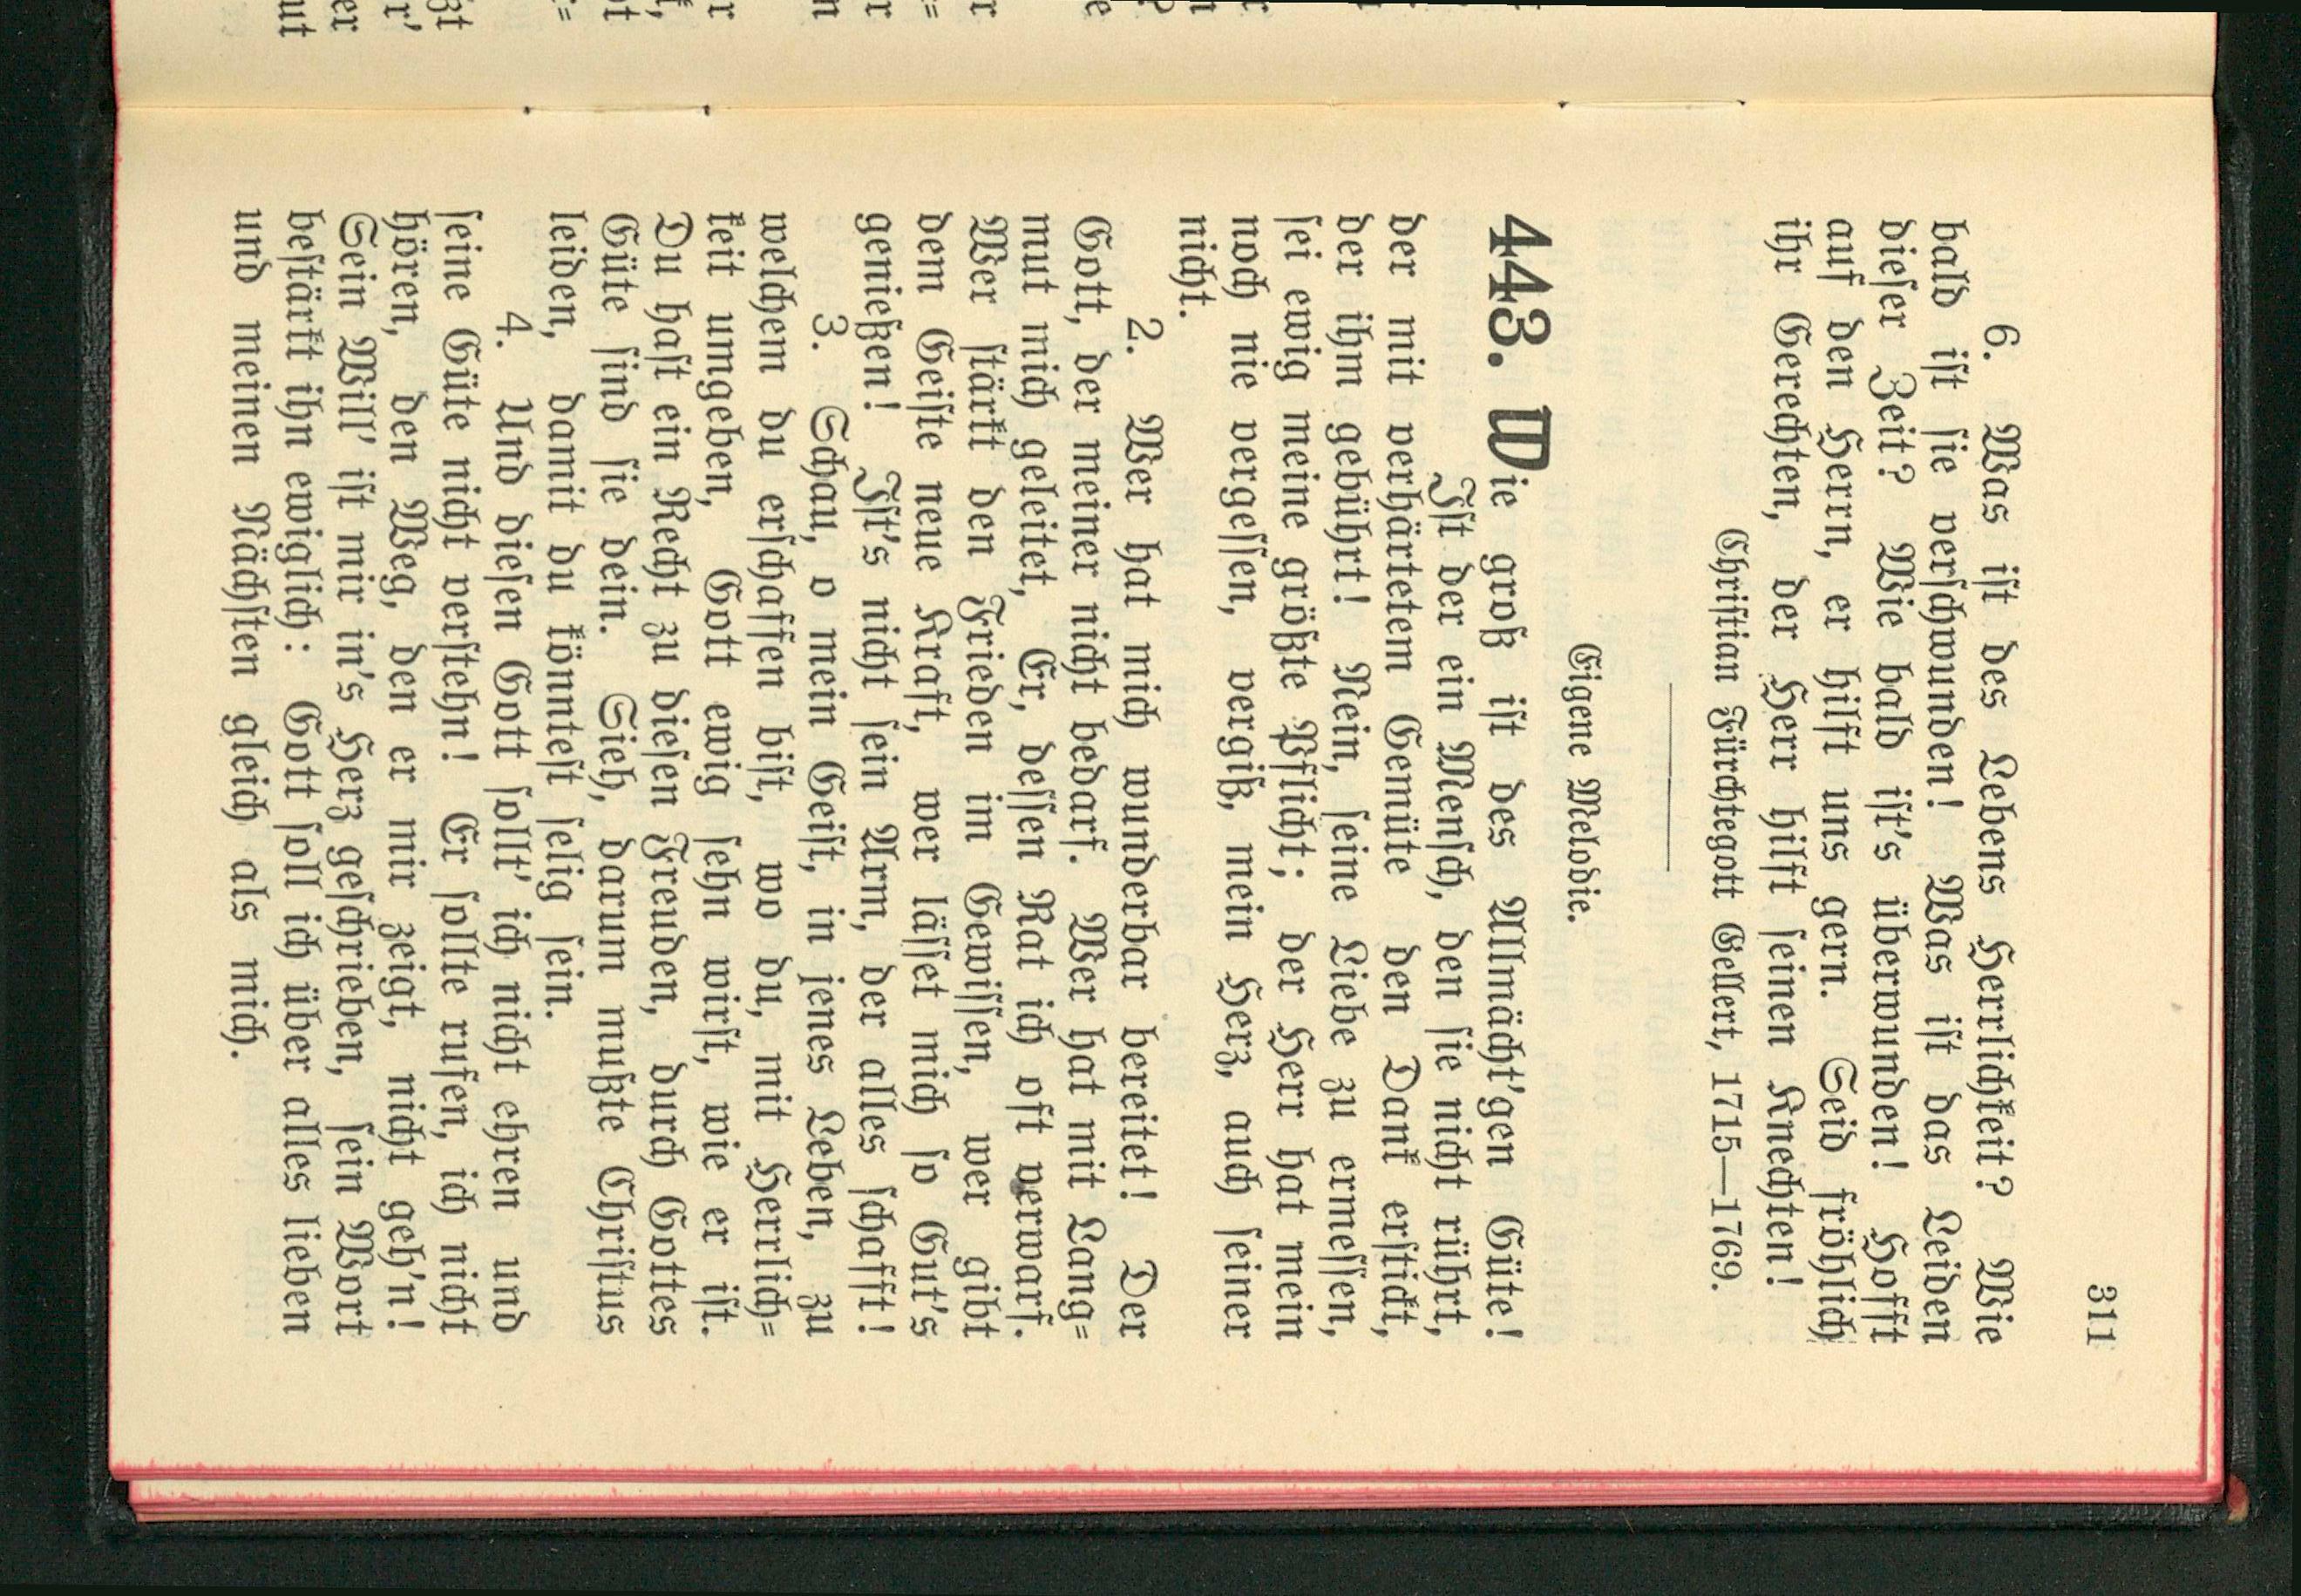 311
6. Was ist des Lebens Herrlichkeit? Wie
bald ist sie verschwunden! Was ist das Leiden
dieser Zeit? Wie bald ist's überwunden! Hofft
auf den Herrn, er hilft uns gern. Seid fröhlich
ihr Gerechten, der Herr hilft seinen Knechten!
Christian Fürchtegott Gellert, 1715—1769.
Eigene Melodie.
443. Wie groß ist des Allmächt'gen Güte!
Ist der ein Mensch, den sie nicht rührt,
der mit verhärtetem Gemüte den Dank erstickt,
der ihm gebührt! Nein, seine Liebe zu ermessen,
sei ewig meine größte Pflicht; der Herr hat mein
noch nie vergessen, vergiß, mein Herz, auch seiner
nicht.
2. Wer hat mich wunderbar bereitet! Der
Gott, der meiner nicht bedarf. Wer hat mit Lang=
mut mich geleitet, Er, dessen Rat ich oft verwarf.
Wer stärkt den Frieden im Gewissen, wer gibt
dem Geiste neue Kraft, wer lässet mich so Gut's
genießen! Ist's nicht sein Arm, der alles schafft!
3. Schau, o mein Geist, in jenes Leben, zu
welchem du erschaffen bist, wo du, mit Herrlich=
keit umgeben, Gott ewig sehn wirst, wie er ist.
Du hast ein Recht zu diesen Freuden, durch Gottes
Güte sind sie dein. Sieh, darum mußte Christus
leiden, damit du könntest selig sein.
4. Und diesen Gott sollt' ich nicht ehren und
seine Güte nicht verstehn! Er sollte rufen, ich nicht
hören, den Weg, den er mir zeigt, nicht geh'n!
Sein Will' ist mir in's Herz geschrieben, sein Wort
bestärkt ihn ewiglich: Gott soll ich über alles lieben
und meinen Nächsten gleich als mich.